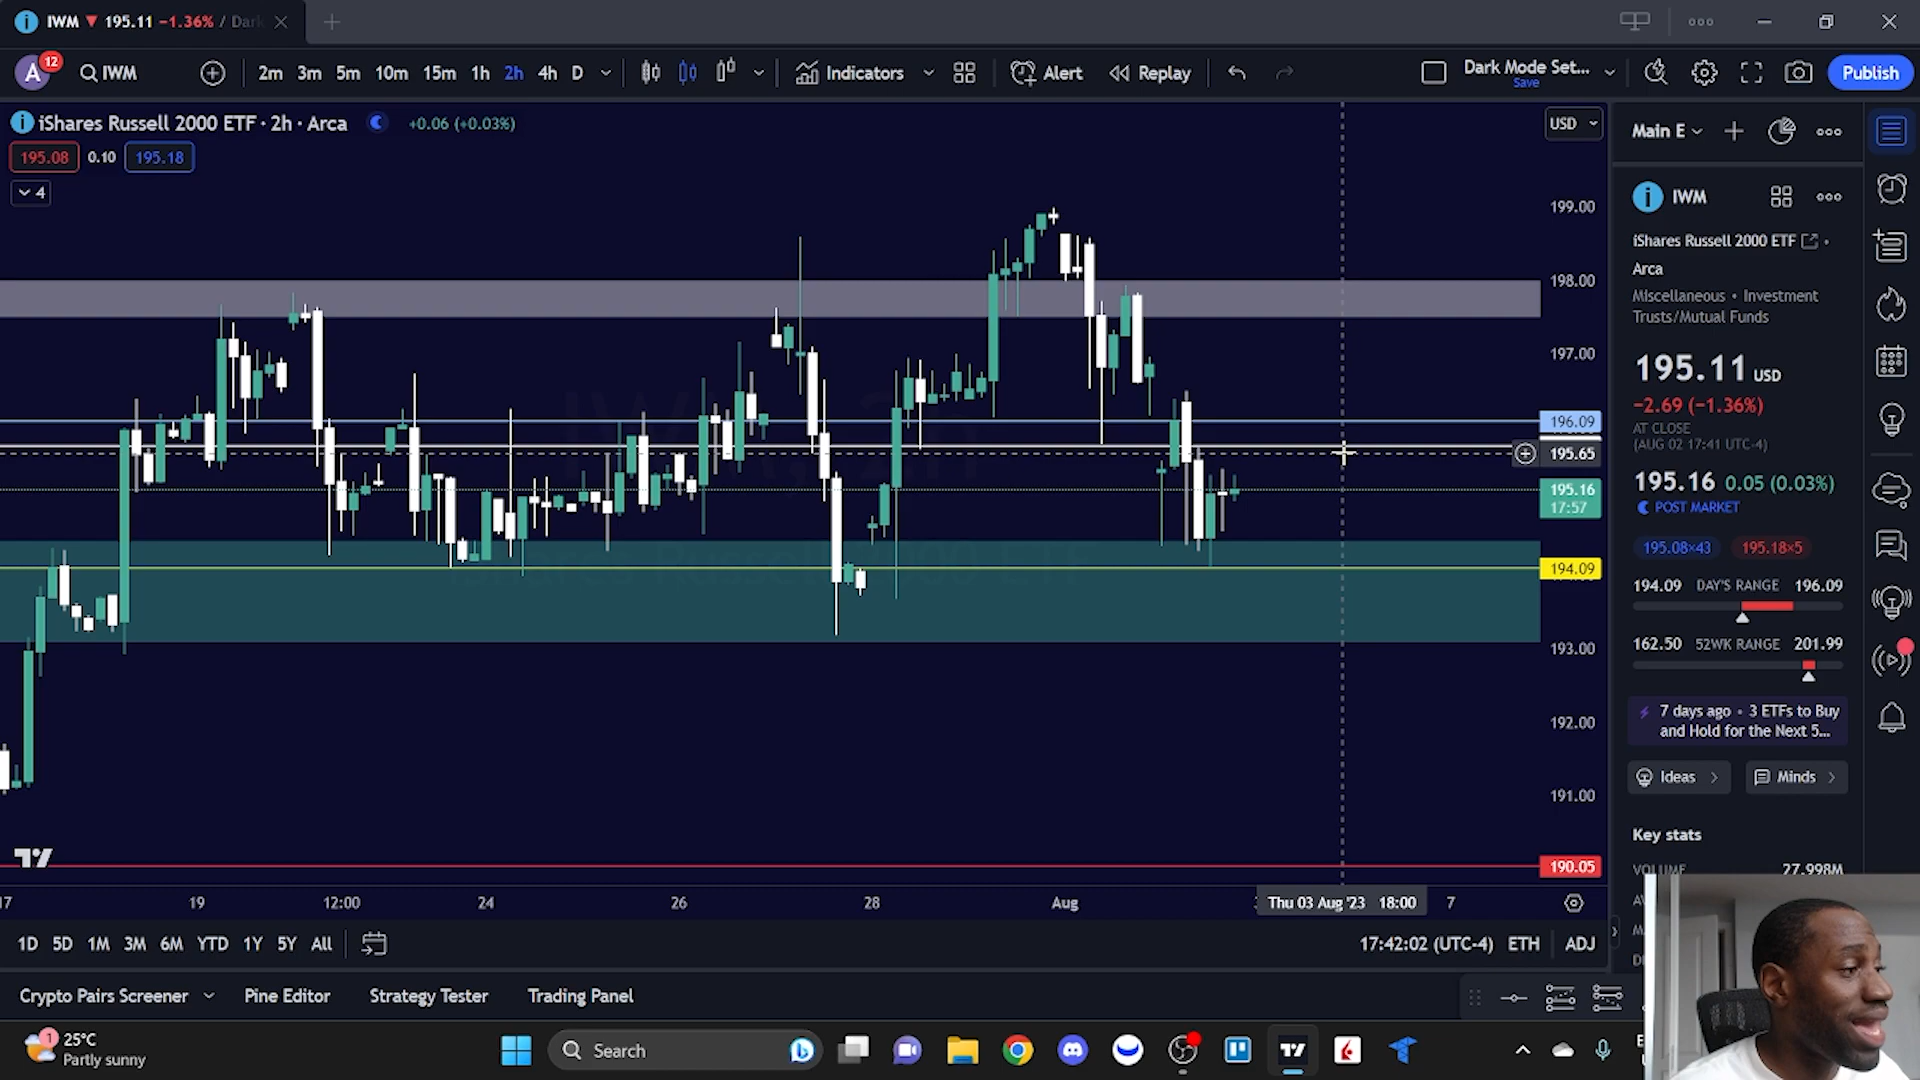 IWM ▼ 195.11 −1.36% / Dark
A 12 IWM 2m 3m 5m 10m 15m 1h 2h 4h D Indicators Alert Replay Dark Mode Set... Save Publish
iShares Russell 2000 ETF · 2h · Arca +0.06 (+0.03%)
195.08 0.10 195.18
4
USD
199.00
198.00
197.00
196.09
195.65
195.16
17:57
194.09
193.00
192.00
191.00
190.05
17 19 12:00 24 26 28 Aug Thu 03 Aug '23 18:00 7
1D 5D 1M 3M 6M YTD 1Y 5Y All 17:42:02 (UTC-4) ETH ADJ
Crypto Pairs Screener Pine Editor Strategy Tester Trading Panel
Main E
IWM
iShares Russell 2000 ETF •
Arca
Miscellaneous • Investment
Trusts/Mutual Funds
195.11 USD
−2.69 (−1.36%)
AT CLOSE
(AUG 02 17:41 UTC-4)
195.16 0.05 (0.03%)
POST MARKET
195.08×43 195.18×5
194.09 DAY'S RANGE 196.09
162.50 52WK RANGE 201.99
7 days ago • 3 ETFs to Buy
and Hold for the Next 5...
Ideas Minds
Key stats
VOLUME 27.998M
1 25°C
Partly sunny
Search